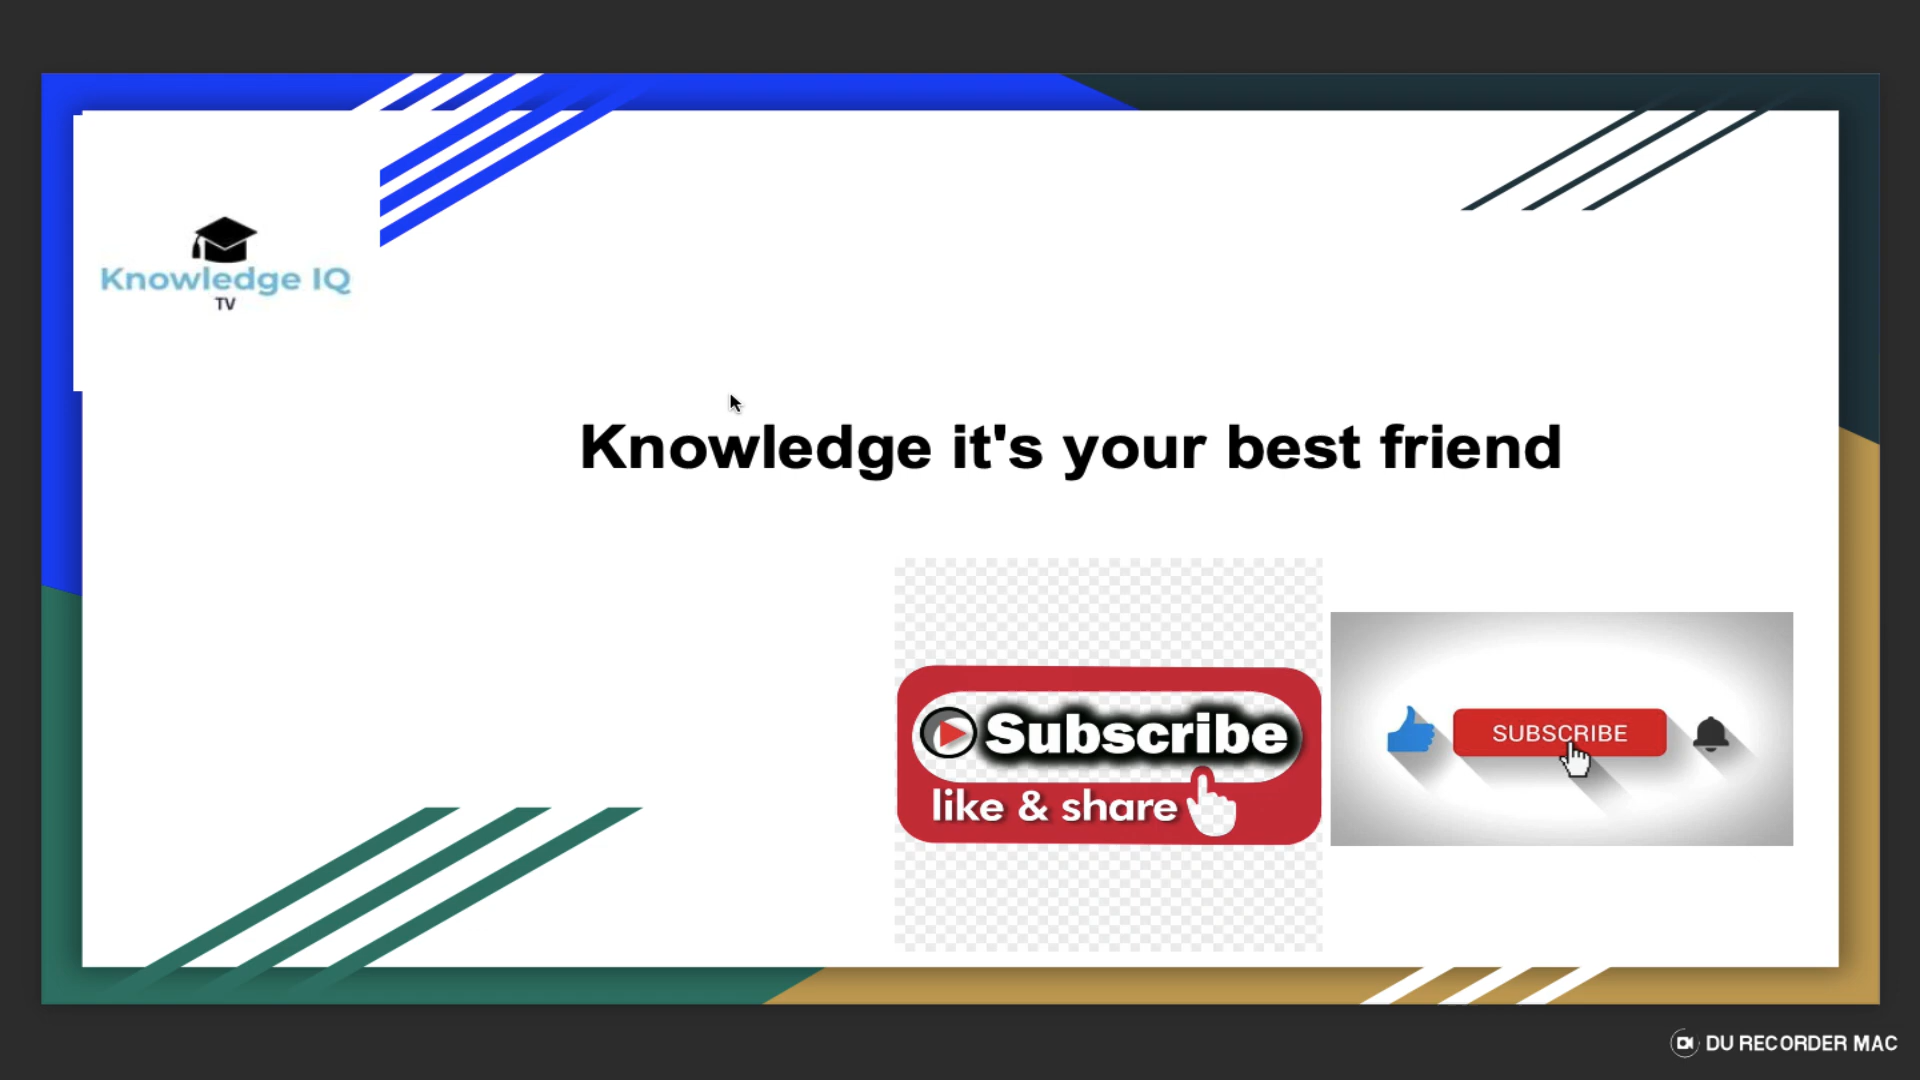 Knowledge IQ
TV
Knowledge it's your best friend
Subscribe
like & share
SUBSCRIBE
DU RECORDER MAC